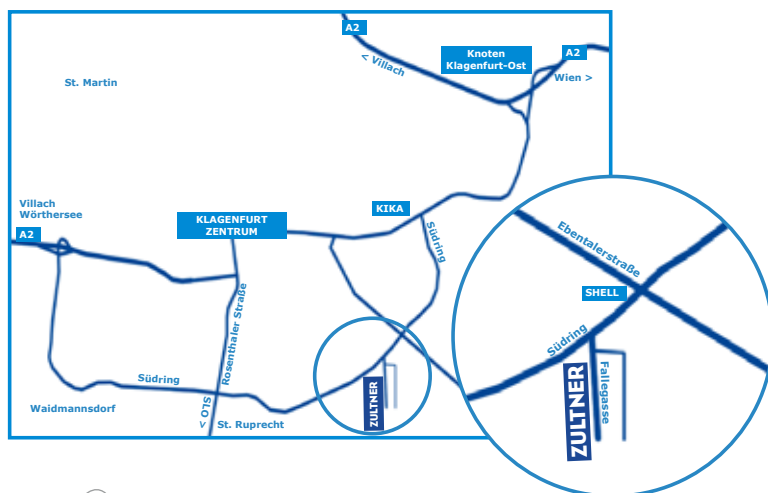 A2
Knoten
Klagenfurt-Ost
A2
< Villach
Wien >
St. Martin
Villach
Wörthersee
A2
KLAGENFURT
ZENTRUM
KIKA
Südring
Ebentalerstraße
SHELL
Rosenthaler Straße
Südring
Südring
ZULTNER
Fallegasse
ZULTNER
Waidmannsdorf
SLO >
St. Ruprecht